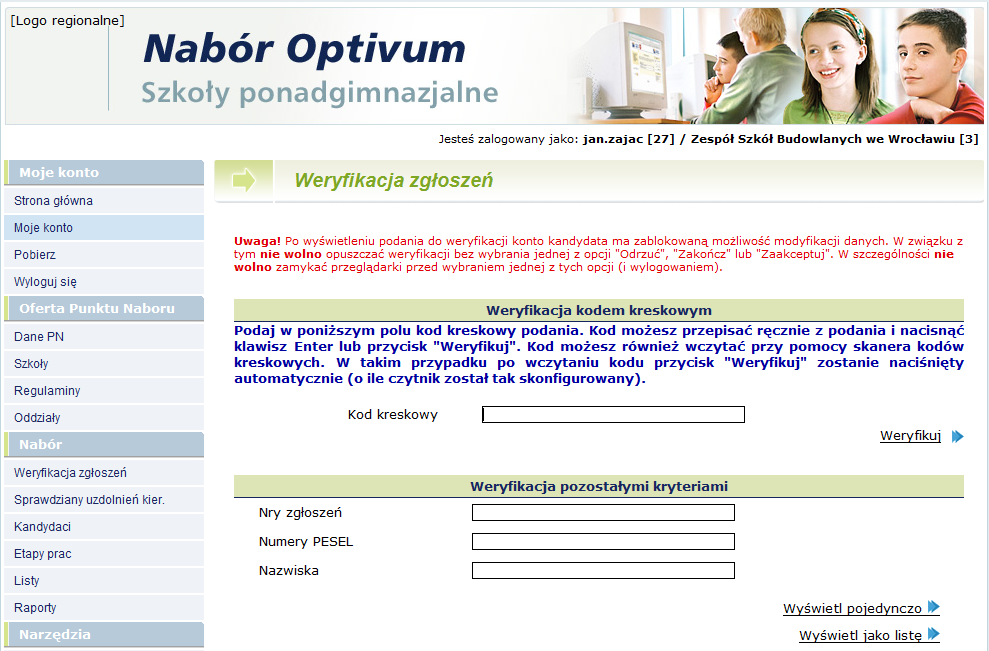 [Logo regionalne]
Nabór Optivum
Szkoły ponadgimnazjalne
Jesteś zalogowany jako: jan.zajac [27] / Zespół Szkół Budowlanych we Wrocławiu [3]
Moje konto
Strona główna
Moje konto
Pobierz
Wyloguj się
Oferta Punktu Naboru
Dane PN
Szkoły
Regulaminy
Oddziały
Nabór
Weryfikacja zgłoszeń
Sprawdziany uzdolnień kier.
Kandydaci
Etapy prac
Listy
Raporty
Narzędzia
Weryfikacja zgłoszeń
Uwaga! Po wyświetleniu podania do weryfikacji konto kandydata ma zablokowaną możliwość modyfikacji danych. W związku z
tym nie wolno opuszczać weryfikacji bez wybrania jednej z opcji "Odrzuć", "Zakończ" lub "Zaakceptuj". W szczególności nie
wolno zamykać przeglądarki przed wybraniem jednej z tych opcji (i wylogowaniem).
Weryfikacja kodem kreskowym
Podaj w poniższym polu kod kreskowy podania. Kod możesz przepisać ręcznie z podania i nacisnąć
klawisz Enter lub przycisk "Weryfikuj". Kod możesz również wczytać przy pomocy skanera kodów
kreskowych. W takim przypadku po wczytaniu kodu przycisk "Weryfikuj" zostanie naciśnięty
automatycznie (o ile czytnik został tak skonfigurowany).
Kod kreskowy
Weryfikuj
Weryfikacja pozostałymi kryteriami
Nry zgłoszeń
Numery PESEL
Nazwiska
Wyświetl pojedynczo
Wyświetl jako listę